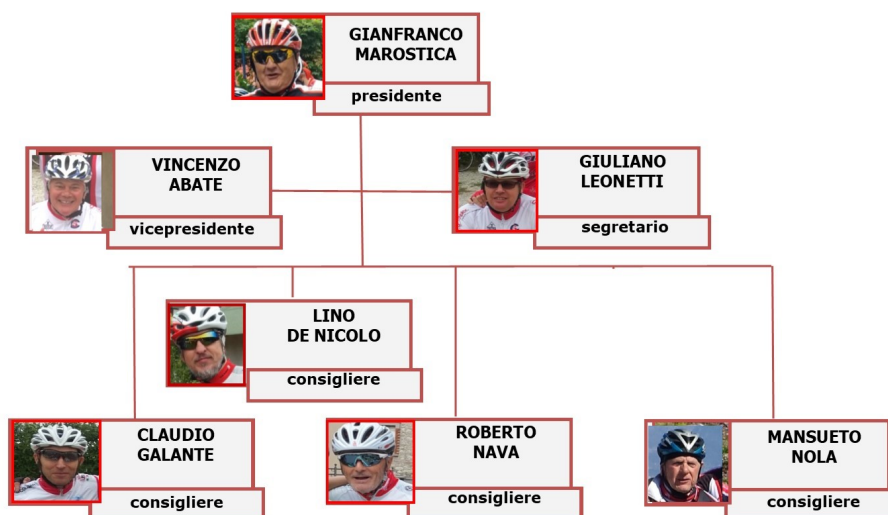 GIANFRANCO
MAROSTICA
presidente
VINCENZO
ABATE
vicepresidente
GIULIANO
LEONETTI
segretario
LINO
DE NICOLO
consigliere
CLAUDIO
GALANTE
consigliere
ROBERTO
NAVA
consigliere
MANSUETO
NOLA
consigliere